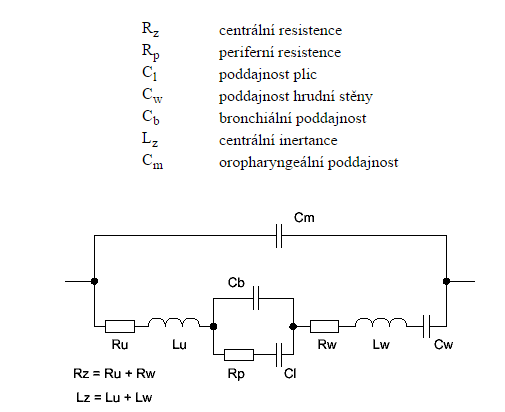 Rz centrální resistence
Rp periferní resistence
Cl poddajnost plic
Cw poddajnost hrudní stěny
Cb bronchiální poddajnost
Lz centrální inertance
Cm oropharyngeální poddajnost
Cm
Cb
Ru Lu Rp Cl Rw Lw Cw
Rz = Ru + Rw
Lz = Lu + Lw